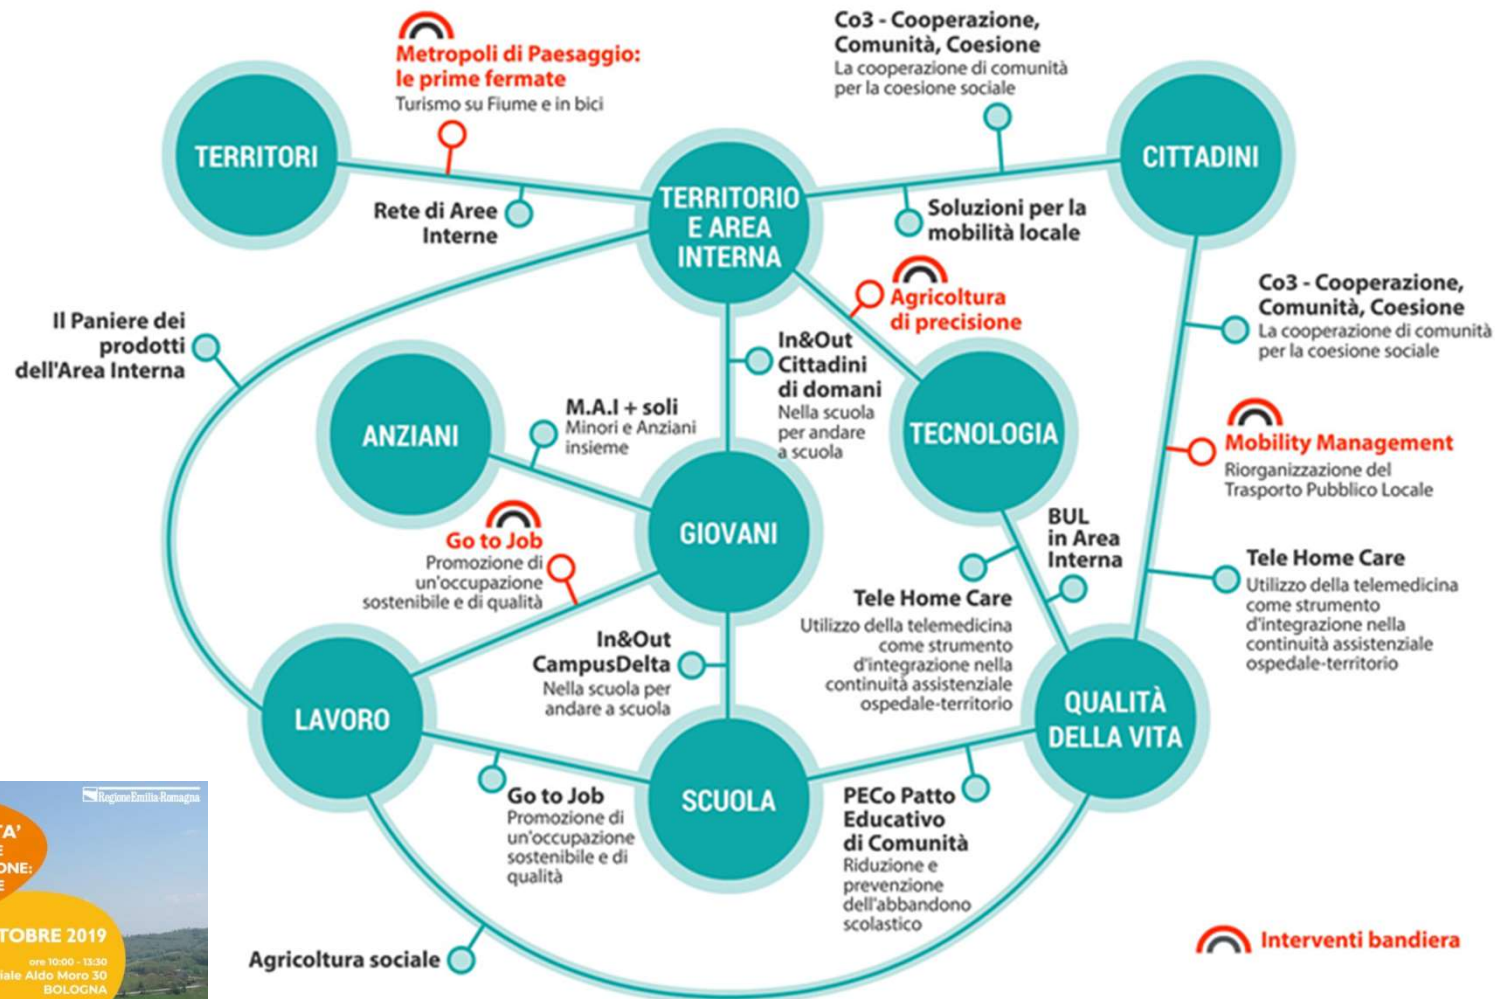 Metropoli di Paesaggio:
le prime fermate
Turismo su Fiume e in bici
Co3 - Cooperazione,
Comunità, Coesione
La cooperazione di comunità
per la coesione sociale
TERRITORI
CITTADINI
TERRITORIO
E AREA
INTERNA
Rete di Aree
Interne
Soluzioni per la
mobilità locale
Agricoltura
di precisione
Co3 - Cooperazione,
Comunità, Coesione
La cooperazione di comunità
per la coesione sociale
Il Paniere dei
prodotti
dell'Area Interna
In&Out
Cittadini
di domani
Nella scuola
per andare
a scuola
ANZIANI
M.A.I + soli
Minori e Anziani
insieme
TECNOLOGIA
Mobility Management
Riorganizzazione del
Trasporto Pubblico Locale
Go to Job
Promozione di
un'occupazione
sostenibile e di qualità
GIOVANI
BUL
in Area
Interna
Tele Home Care
Utilizzo della telemedicina
come strumento
d'integrazione nella
continuità assistenziale
ospedale-territorio
Tele Home Care
Utilizzo della telemedicina
come strumento
d'integrazione nella
continuità assistenziale
ospedale-territorio
In&Out
CampusDelta
Nella scuola per
andare a scuola
LAVORO
QUALITÀ
DELLA VITA
SCUOLA
Go to Job
Promozione di
un'occupazione
sostenibile e di
qualità
PECo Patto
Educativo
di Comunità
Riduzione e
prevenzione
dell'abbandono
scolastico
Agricoltura sociale
Interventi bandiera
RegioneEmilia-Romagna
TA'
E
ONE:
E
TOBRE 2019
ore 10:00 - 13:30
iale Aldo Moro 30
BOLOGNA